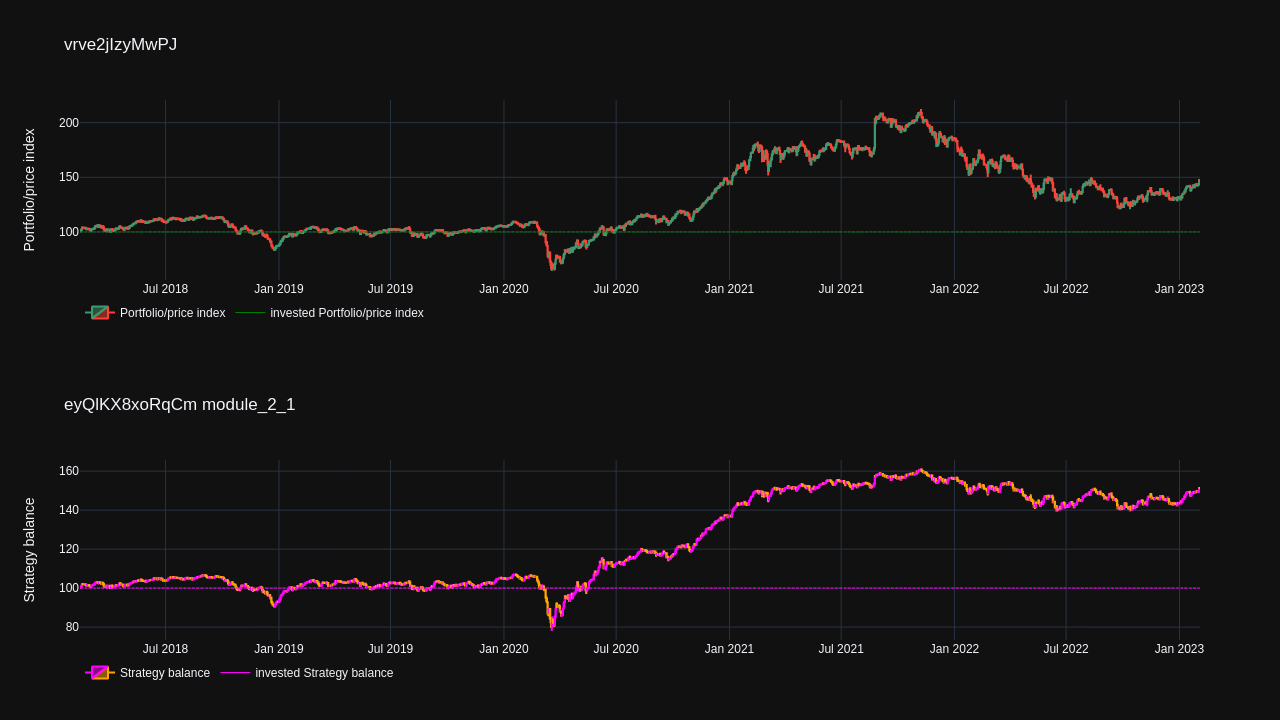 vrve2jIzyMwPJ
Portfolio/price index
200
150
100
Jul 2018 Jan 2019 Jul 2019 Jan 2020 Jul 2020 Jan 2021 Jul 2021 Jan 2022 Jul 2022 Jan 2023
Portfolio/price index invested Portfolio/price index
eyQlKX8xoRqCm module_2_1
Strategy balance
160
140
120
100
80
Jul 2018 Jan 2019 Jul 2019 Jan 2020 Jul 2020 Jan 2021 Jul 2021 Jan 2022 Jul 2022 Jan 2023
Strategy balance invested Strategy balance